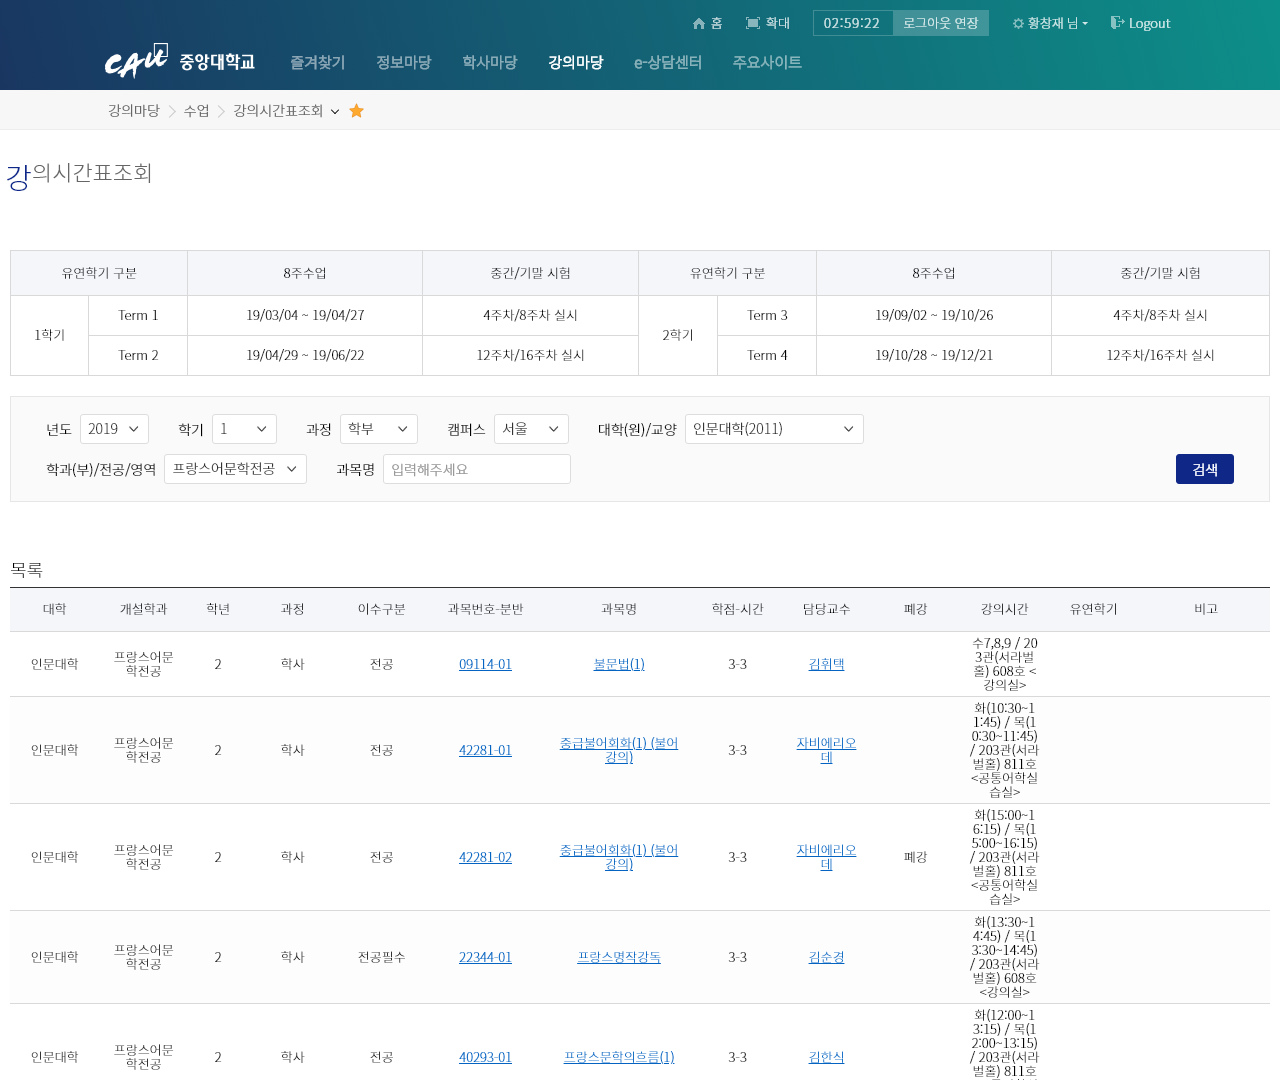 홈 확대 02:59:22 로그아웃 연장 황창재 님 Logout
CAU 중앙대학교 즐겨찾기 정보마당 학사마당 강의마당 e-상담센터 주요사이트
강의마당 수업 강의시간표조회
강의시간표조회
유연학기 구분 8주수업 중간/기말 시험 유연학기 구분 8주수업 중간/기말 시험
1학기 Term 1 19/03/04 ~ 19/04/27 4주차/8주차 실시 2학기 Term 3 19/09/02 ~ 19/10/26 4주차/8주차 실시
Term 2 19/04/29 ~ 19/06/22 12주차/16주차 실시 Term 4 19/10/28 ~ 19/12/21 12주차/16주차 실시
년도 2019 학기 1 과정 학부 캠퍼스 서울 대학(원)/교양 인문대학(2011)
학과(부)/전공/영역 프랑스어문학전공 과목명 입력해주세요 검색
목록
대학 개설학과 학년 과정 이수구분 과목번호-분반 과목명 학점-시간 담당교수 폐강 강의시간 유연학기 비고
인문대학 프랑스어문
학전공 2 학사 전공 09114-01 불문법(1) 3-3 김휘택 수7,8,9 / 20
3관(서라벌
홀) 608호 <
강의실>
인문대학 프랑스어문
학전공 2 학사 전공 42281-01 중급불어회화(1) (불어
강의) 3-3 자비에리오
데 화(10:30~1
1:45) / 목(1
0:30~11:45)
/ 203관(서라
벌홀) 811호
<공통어학실
습실>
인문대학 프랑스어문
학전공 2 학사 전공 42281-02 중급불어회화(1) (불어
강의) 3-3 자비에리오
데 폐강 화(15:00~1
6:15) / 목(1
5:00~16:15)
/ 203관(서라
벌홀) 811호
<공통어학실
습실>
인문대학 프랑스어문
학전공 2 학사 전공필수 22344-01 프랑스명작강독 3-3 김순경 화(13:30~1
4:45) / 목(1
3:30~14:45)
/ 203관(서라
벌홀) 608호
<강의실>
인문대학 프랑스어문
학전공 2 학사 전공 40293-01 프랑스문학의흐름(1) 3-3 김한식 화(12:00~1
3:15) / 목(1
2:00~13:15)
/ 203관(서라
벌홀) 811호